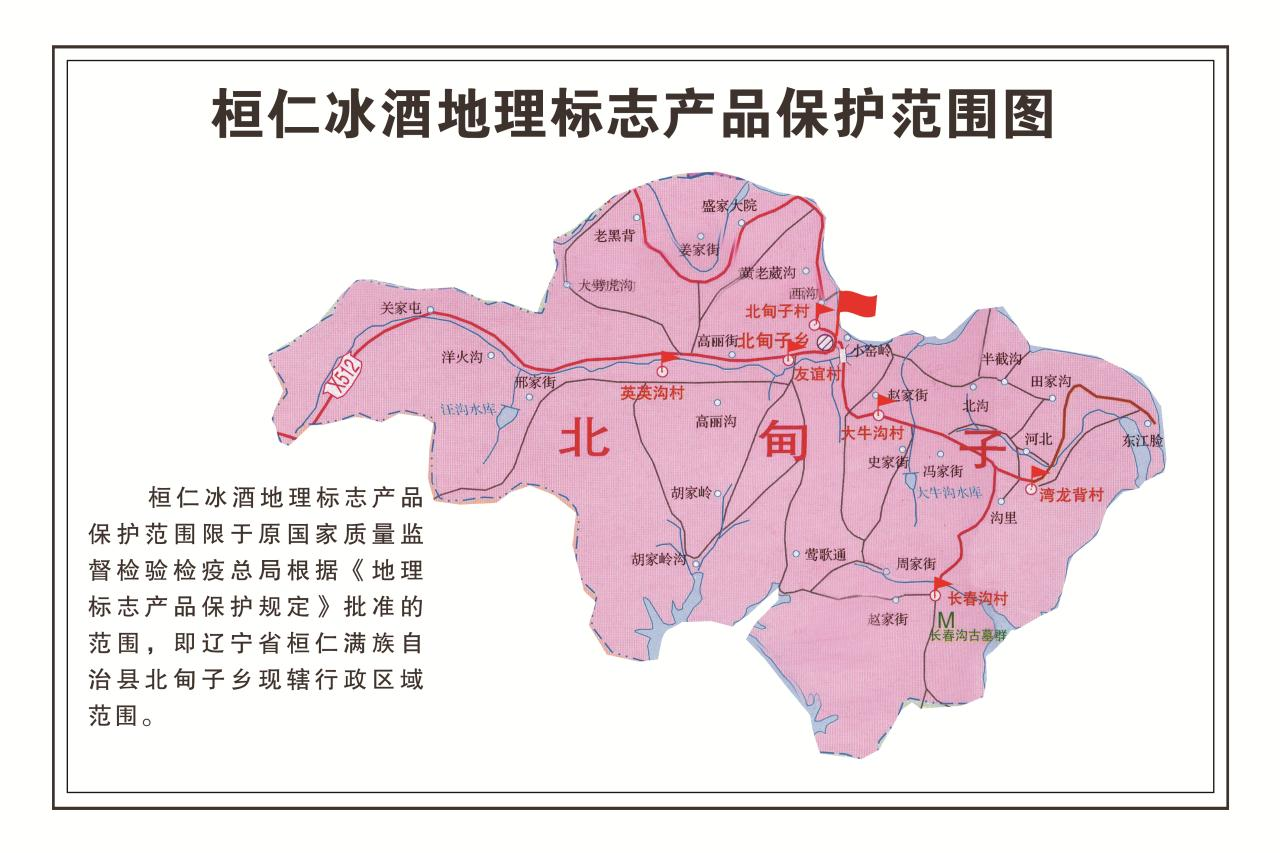 桓仁冰酒地理标志产品保护范围图
盛家大院
老黑背
姜家街
黄老葳沟
大劈虎沟
西沟
关家屯
北甸子村
高丽街
北甸子乡
小窑岭
洋火沟
半截沟
X512
友谊村
邢家街
田家沟
英英沟村
赵家街
汪沟水库
北沟
高丽沟
北
甸
子
大牛沟村
河北
东江脸
史家街
冯家街
胡家岭
大牛沟水库
湾龙背村
沟里
胡家岭沟
莺歌通
周家街
长春沟村
赵家街
M
长春沟古墓群
桓仁冰酒地理标志产品
保护范围限于原国家质量监
督检验检疫总局根据《地理
标志产品保护规定》批准的
范围，即辽宁省桓仁满族自
治县北甸子乡现辖行政区域
范围。